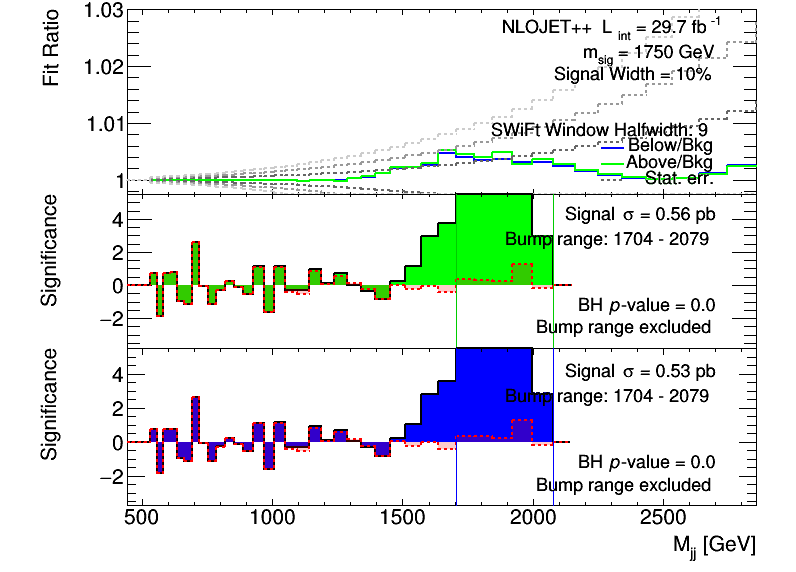 1.03
NLOJET++ L int = 29.7 fb -1
Fit Ratio
m sig = 1750 GeV
1.02
Signal Width = 10%
1.01
SWiFt Window Halfwidth: 9
Below/Bkg
Above/Bkg
1
Stat. err.
Significance
4
Signal σ = 0.56 pb
2
Bump range: 1704 - 2079
0
BH p-value = 0.0
−2
Bump range excluded
Significance
4
Signal σ = 0.53 pb
2
Bump range: 1704 - 2079
0
BH p-value = 0.0
−2
Bump range excluded
500 1000 1500 2000 2500
Mjj [GeV]